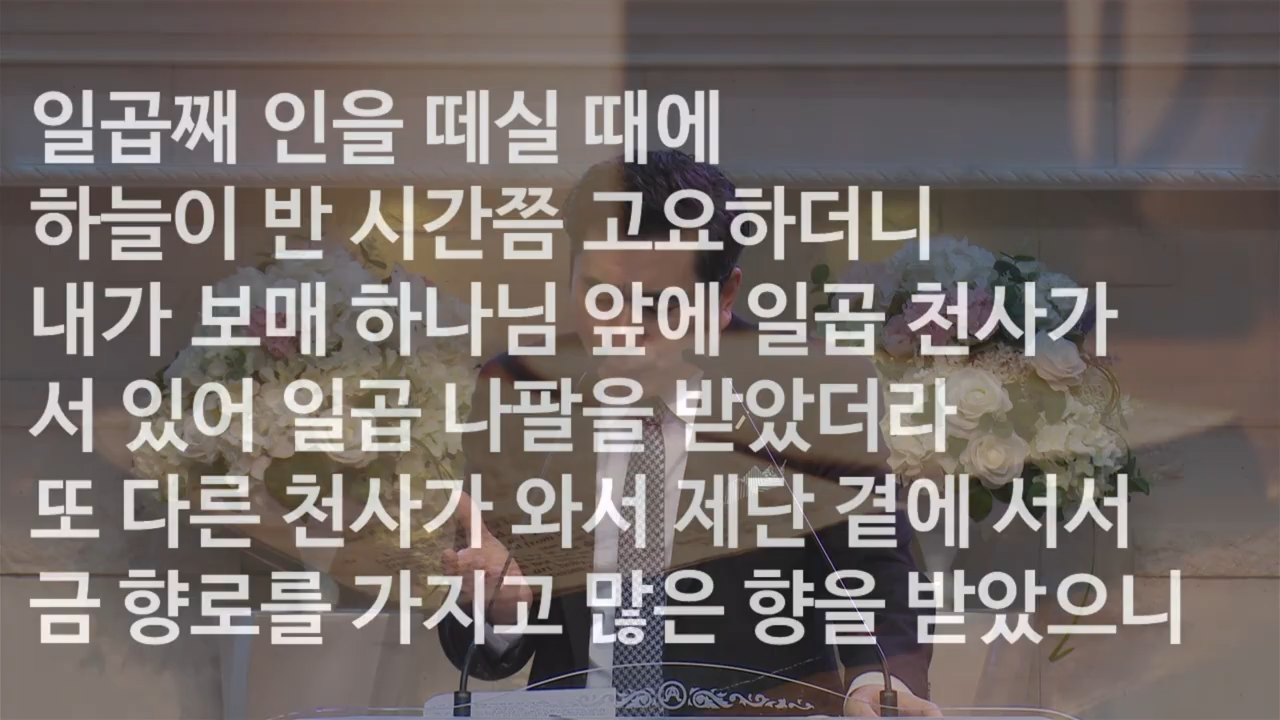 일곱째 인을 떼실 때에
하늘이 반 시간쯤 고요하더니
내가 보매 하나님 앞에 일곱 천사가
서 있어 일곱 나팔을 받았더라
또 다른 천사가 와서 제단 곁에 서서
금 향로를 가지고 많은 향을 받았으니